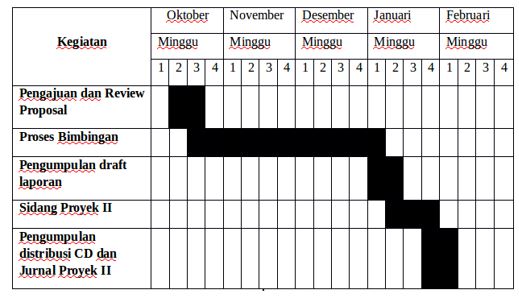 Kegiatan
Oktober November Desember Januari Februari
Minggu Minggu Minggu Minggu Minggu
1 2 3 4 1 2 3 4 1 2 3 4 1 2 3 4 1 2 3 4
Pengajuan dan Review
Proposal
Proses Bimbingan
Pengumpulan draft
laporan
Sidang Proyek II
Pengumpulan
distribusi CD dan
Jurnal Proyek II